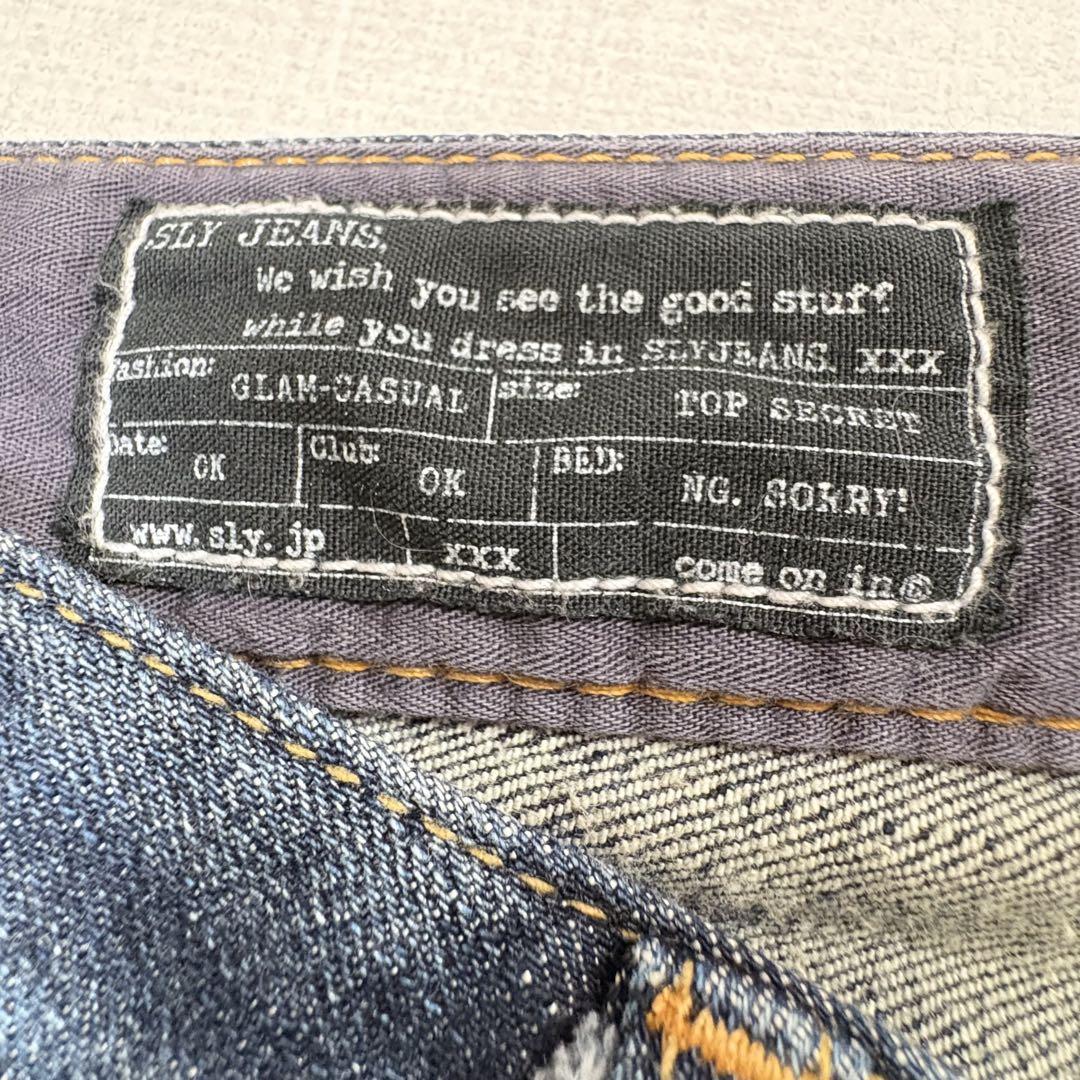 SLY JEANS.
We wish you see the good stuff
while you dress in SLYJEANS. XXX
Fashion: GLAM-CASUAL size: TOP SECRET
Date: OK Club: OK BED: NG. SORRY!
www.sly.jp xxx come on in®